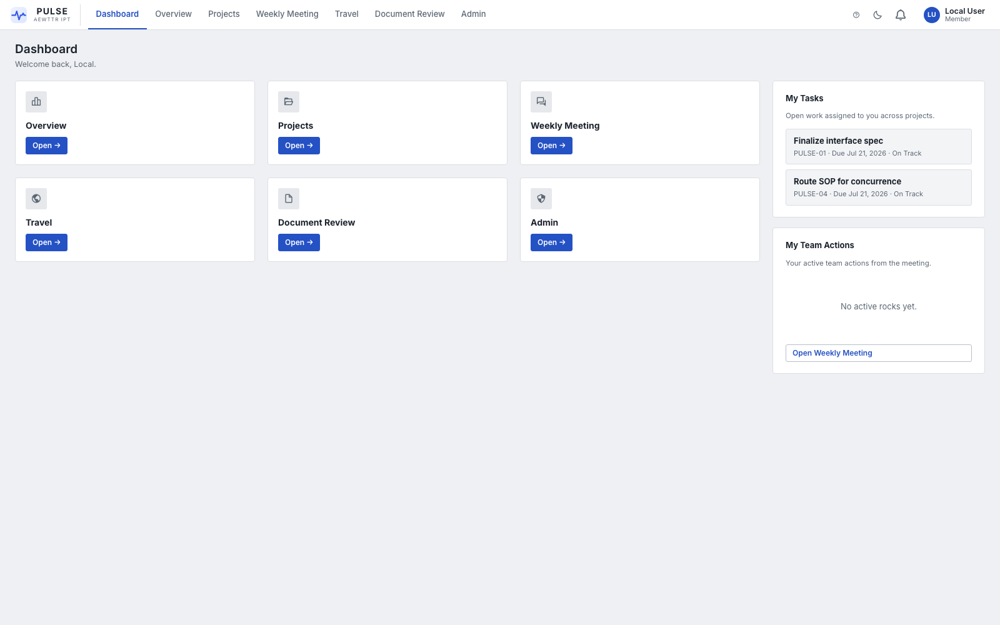 PULSE
AEWTTR IPT
Dashboard
Overview
Projects
Weekly Meeting
Travel
Document Review
Admin
LU
Local User
Member
Dashboard
Welcome back, Local.
Overview
Open →
Projects
Open →
Weekly Meeting
Open →
Travel
Open →
Document Review
Open →
Admin
Open →
My Tasks
Open work assigned to you across projects.
Finalize interface spec
PULSE-01 · Due Jul 21, 2026 · On Track
Route SOP for concurrence
PULSE-04 · Due Jul 21, 2026 · On Track
My Team Actions
Your active team actions from the meeting.
No active rocks yet.
Open Weekly Meeting